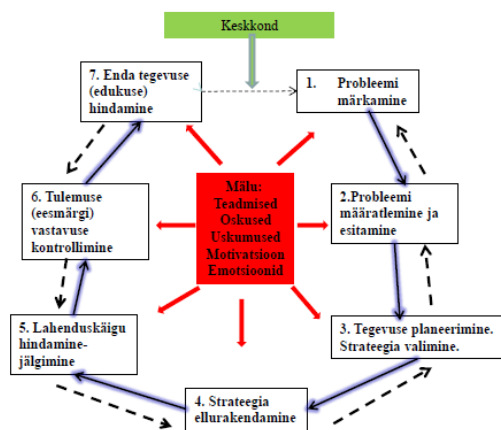 Keskkond
7. Enda tegevuse
(edukuse)
hindamine
1. Probleemi
märkamine
Mälu:
Teadmised
Oskused
Uskumused
Motivatsioon
Emotsioonid
6. Tulemuse
(eesmärgi)
vastavuse
kontrollimine
2.Probleemi
määratlemine ja
esitamine
5. Lahenduskäigu
hindamine-
jälgimine
3. Tegevuse planeerimine.
Strateegia valimine.
4. Strateegia
ellurakendamine